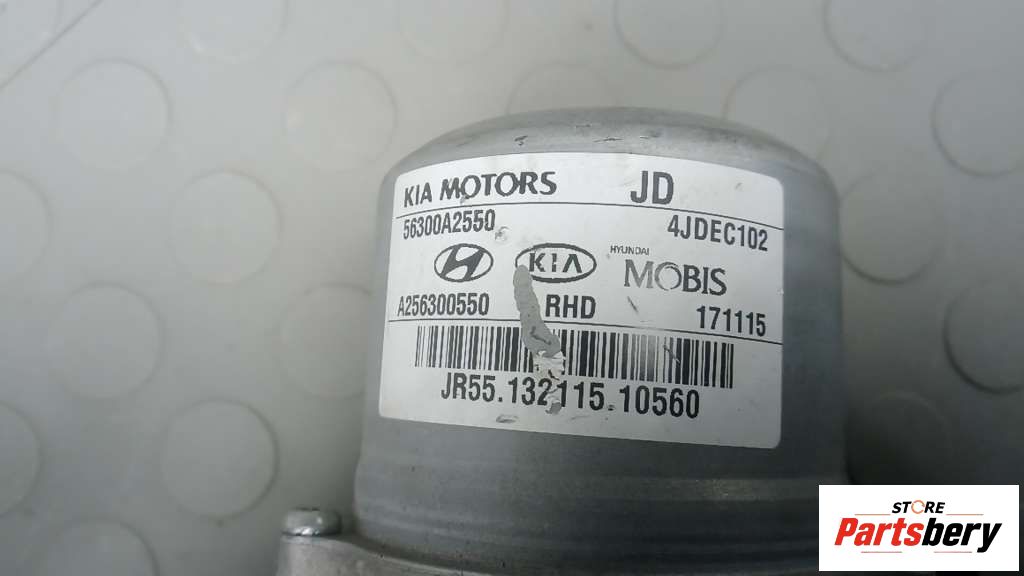 KIA MOTORS JD
56300A2550 4JDEC102
KIA HYUNDAI MOBIS
A256300550 RHD 171115
JR55.132115.10560
STORE
Partsbery